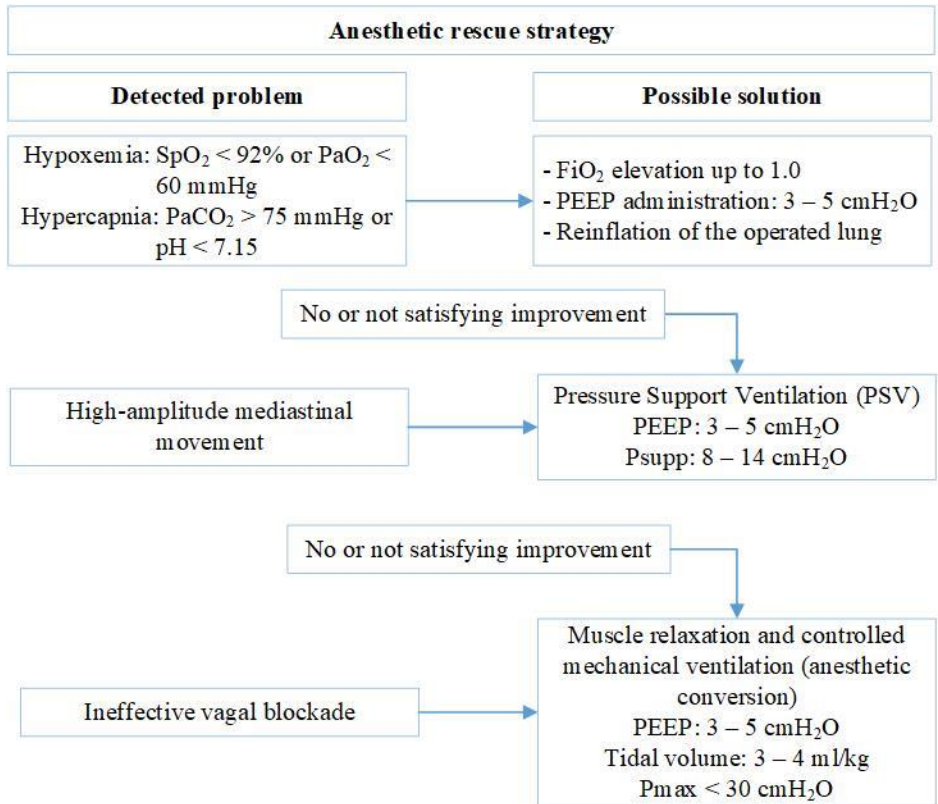 Anesthetic rescue strategy
Detected problem
Possible solution
Hypoxemia: SpO₂ < 92% or PaO₂ <
60 mmHg
Hypercapnia: PaCO₂ > 75 mmHg or
pH < 7.15
- FiO₂ elevation up to 1.0
- PEEP administration: 3 – 5 cmH₂O
- Reinflation of the operated lung
No or not satisfying improvement
High-amplitude mediastinal
movement
Pressure Support Ventilation (PSV)
PEEP: 3 – 5 cmH₂O
Psupp: 8 – 14 cmH₂O
No or not satisfying improvement
Ineffective vagal blockade
Muscle relaxation and controlled
mechanical ventilation (anesthetic
conversion)
PEEP: 3 – 5 cmH₂O
Tidal volume: 3 – 4 ml/kg
Pmax < 30 cmH₂O